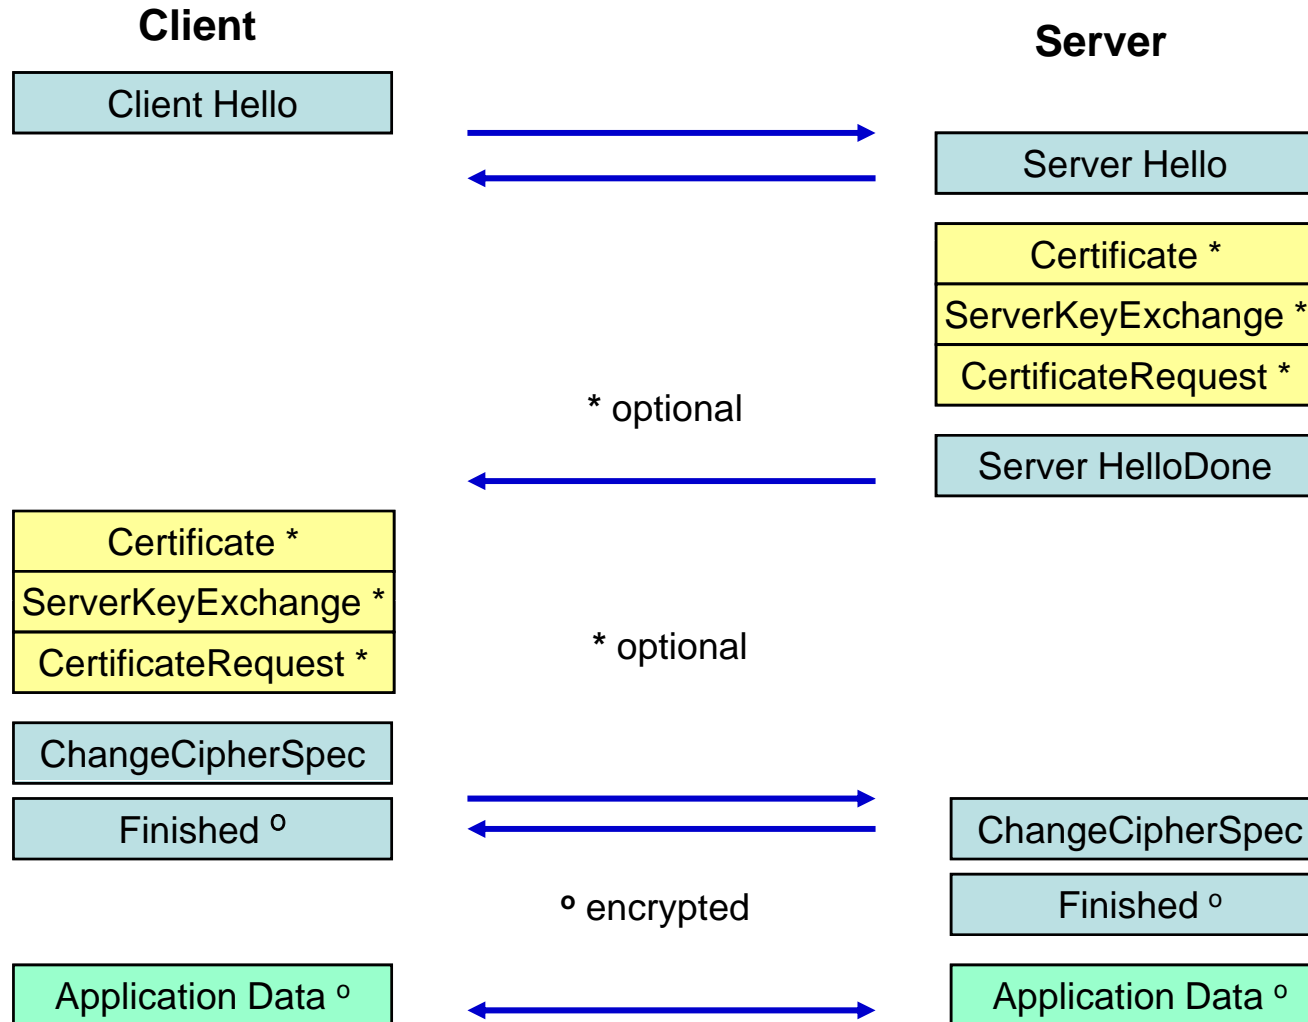 Client
Server
Client Hello
Server Hello
Certificate *
ServerKeyExchange *
CertificateRequest *
* optional
Server HelloDone
Certificate *
ServerKeyExchange *
CertificateRequest *
* optional
ChangeCipherSpec
Finished o
ChangeCipherSpec
o encrypted
Finished o
Application Data o
Application Data o